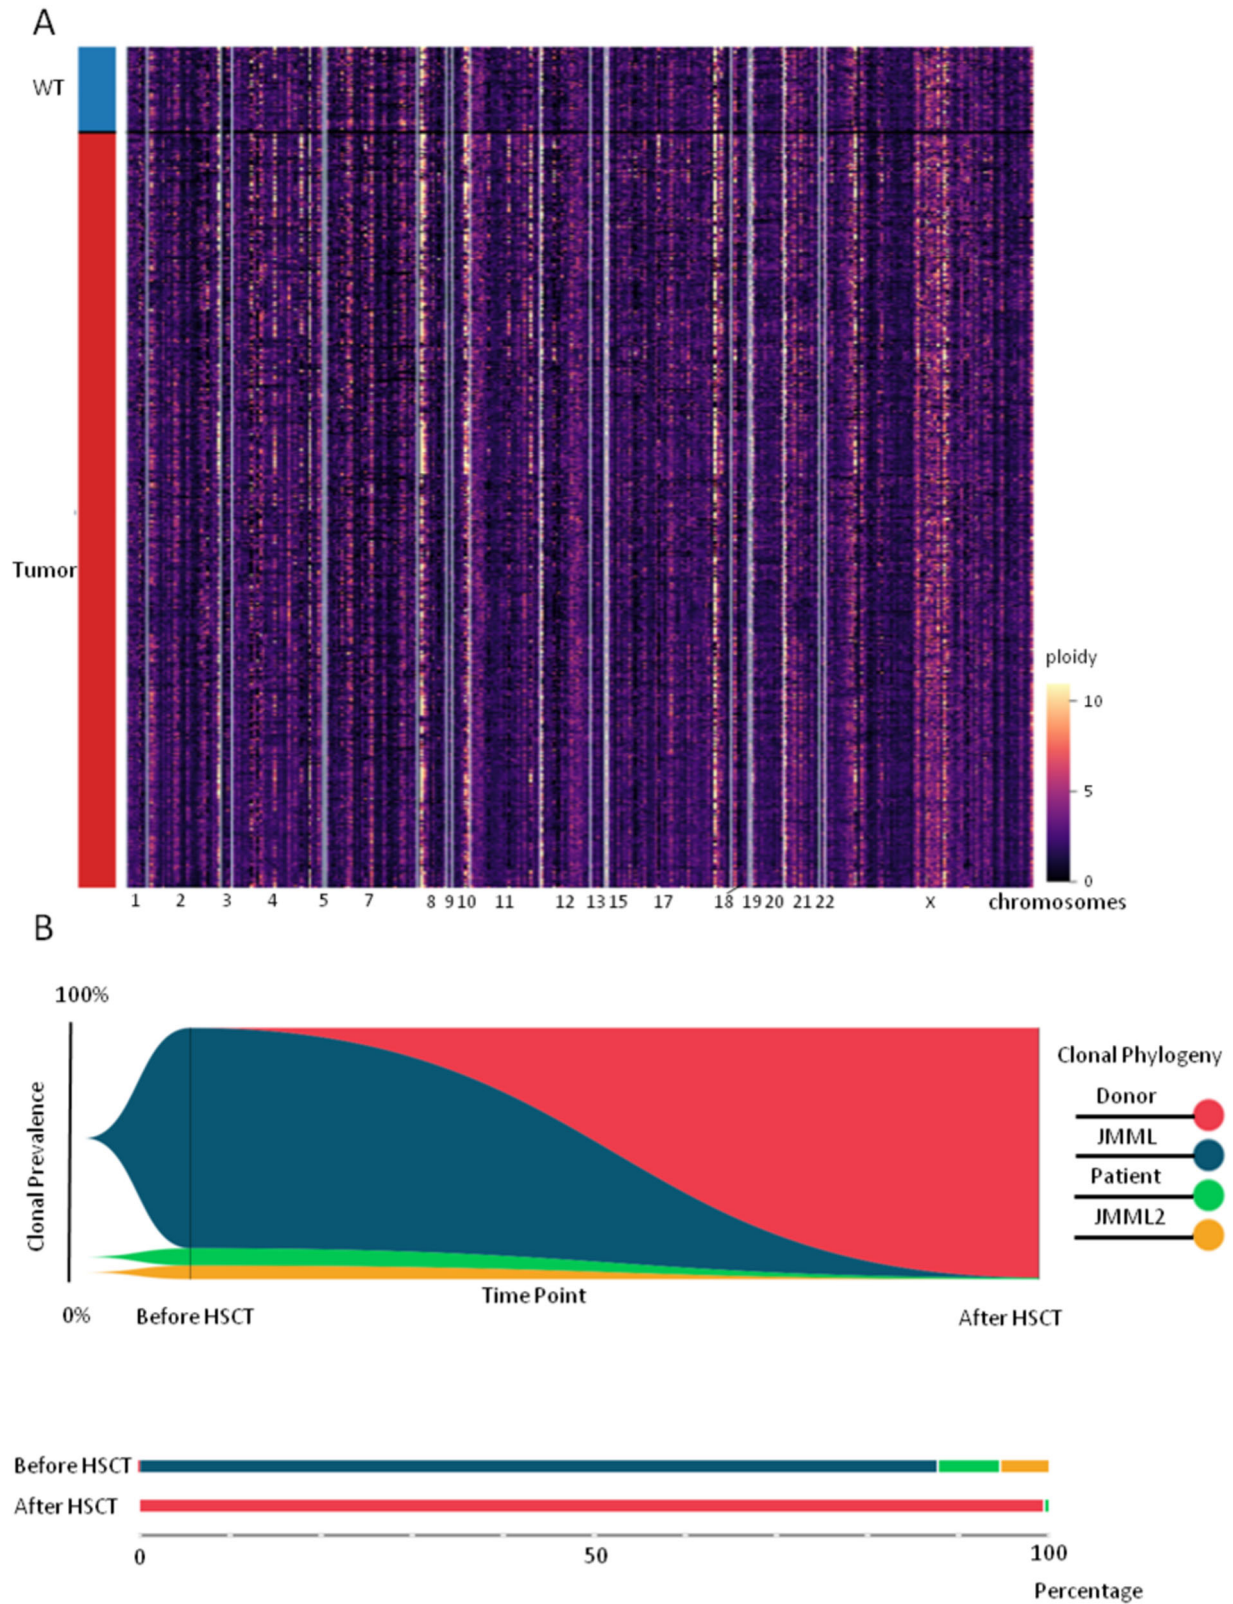 A
WT
Tumor
ploidy
10
5
0
1 2 3 4 5 7 8 9 10 11 12 13 15 17 18 19 20 21 22 X chromosomes
B
100%
Clonal Prevalence
0%
Before HSCT
Time Point
After HSCT
Clonal Phylogeny
Donor
JMML
Patient
JMML2
Before HSCT
After HSCT
0 50 100
Percentage